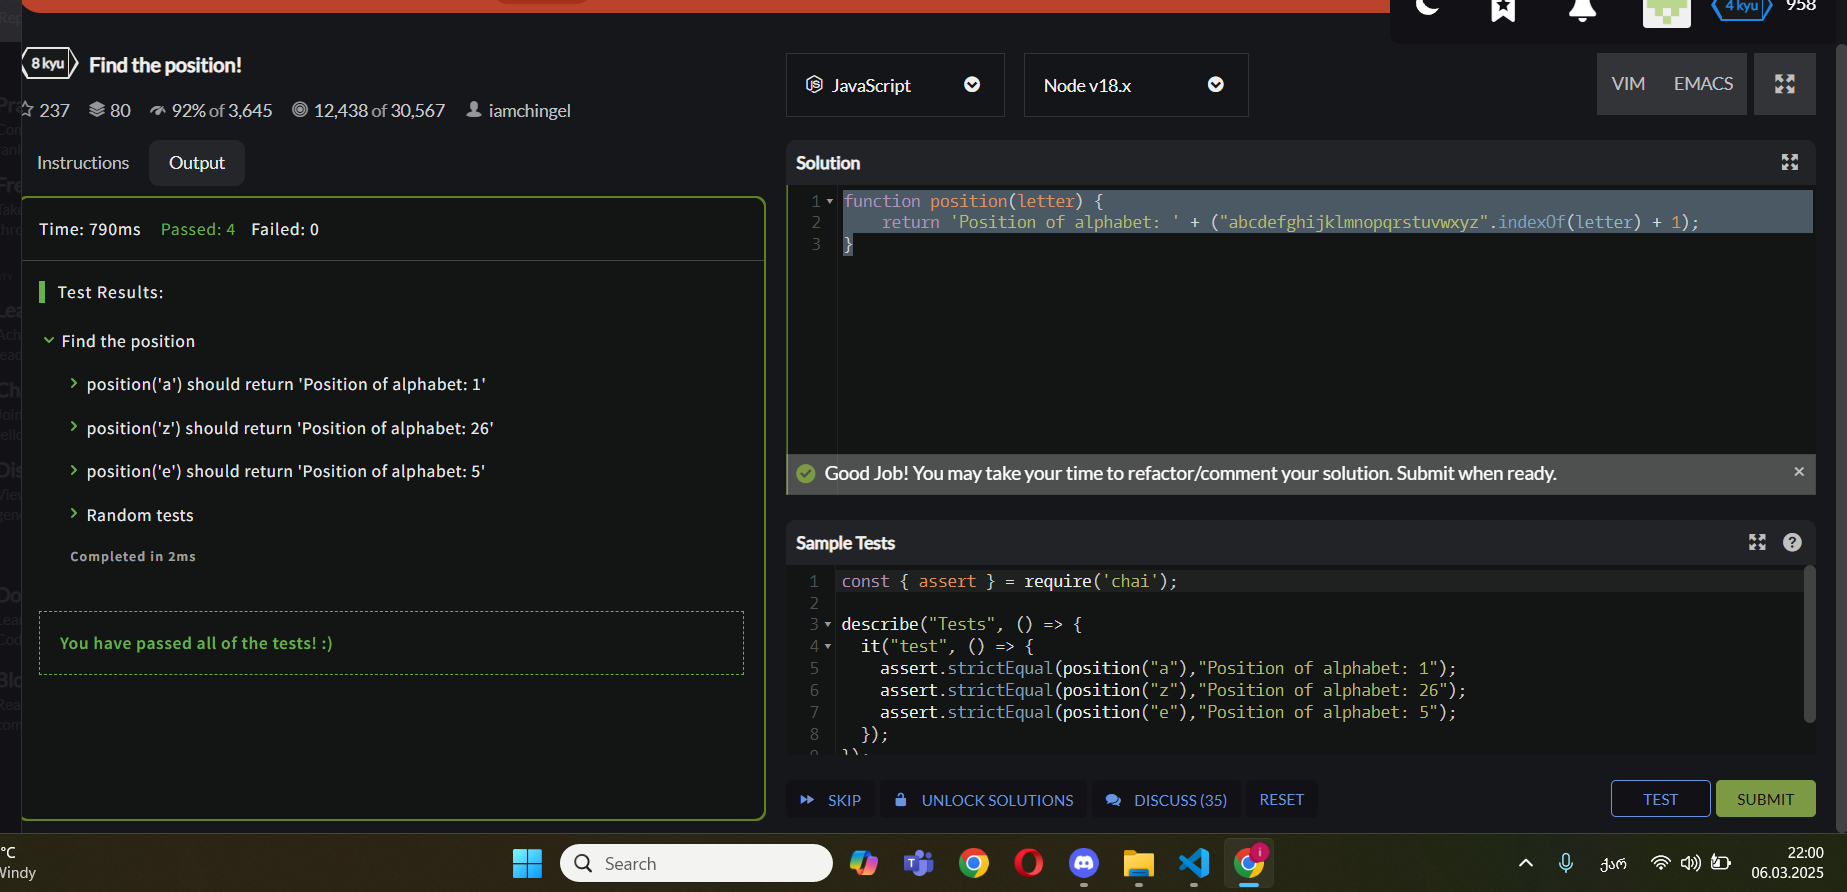 4 kyu
958
8 kyu
Find the position!
237
80
92% of 3,645
12,438 of 30,567
iamchingel
Instructions
Output
Time: 790ms
Passed: 4
Failed: 0
Test Results:
Find the position
position('a') should return 'Position of alphabet: 1'
position('z') should return 'Position of alphabet: 26'
position('e') should return 'Position of alphabet: 5'
Random tests
Completed in 2ms
You have passed all of the tests! :)
JavaScript
Node v18.x
VIM
EMACS
Solution
1 function position(letter) {
2 return 'Position of alphabet: ' + ("abcdefghijklmnopqrstuvwxyz".indexOf(letter) + 1);
3 }
Good Job! You may take your time to refactor/comment your solution. Submit when ready.
Sample Tests
1 const { assert } = require('chai');
2
3 describe("Tests", () => {
4 it("test", () => {
5 assert.strictEqual(position("a"),"Position of alphabet: 1");
6 assert.strictEqual(position("z"),"Position of alphabet: 26");
7 assert.strictEqual(position("e"),"Position of alphabet: 5");
8 });
9 });
SKIP
UNLOCK SOLUTIONS
DISCUSS (35)
RESET
TEST
SUBMIT
°C
Windy
Search
ქარ
22:00
06.03.2025